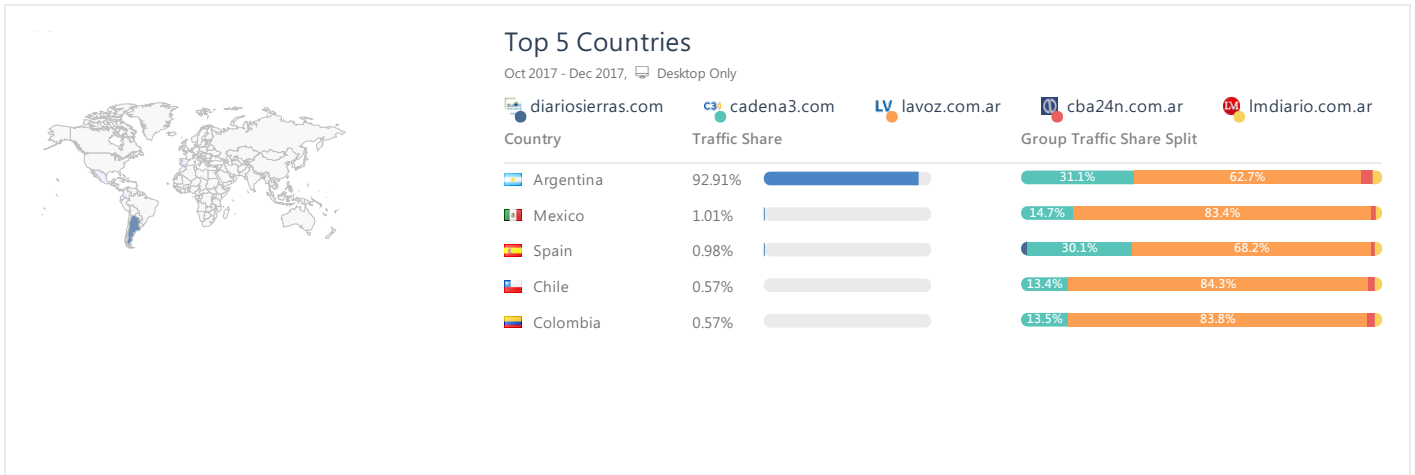 Top 5 Countries
Oct 2017 - Dec 2017, Desktop Only
diariosierras.com C3 cadena3.com LV lavoz.com.ar cba24n.com.ar LM lmdiario.com.ar
Country Traffic Share Group Traffic Share Split
Argentina 92.91% 31.1% 62.7%
Mexico 1.01% 14.7% 83.4%
Spain 0.98% 30.1% 68.2%
Chile 0.57% 13.4% 84.3%
Colombia 0.57% 13.5% 83.8%